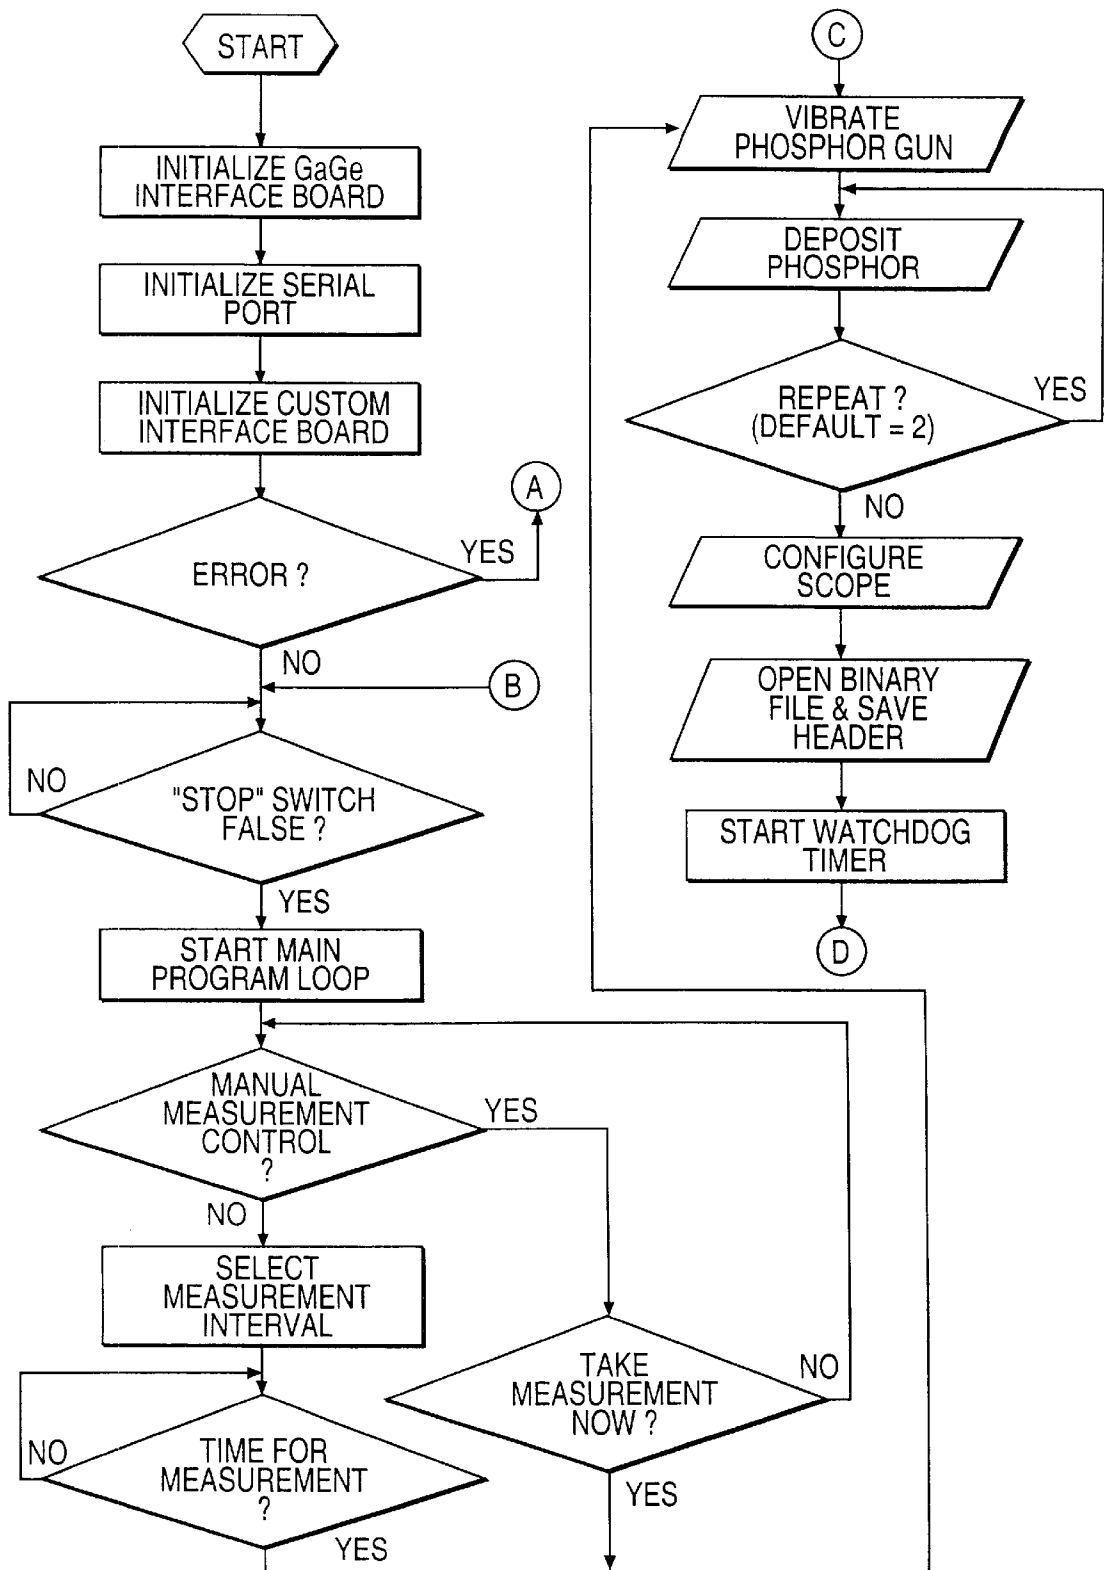 START
INITIALIZE GaGe
INTERFACE BOARD
INITIALIZE SERIAL
PORT
INITIALIZE CUSTOM
INTERFACE BOARD
ERROR ?
YES
A
NO
B
"STOP" SWITCH
FALSE ?
NO
YES
START MAIN
PROGRAM LOOP
MANUAL
MEASUREMENT
CONTROL
?
YES
NO
SELECT
MEASUREMENT
INTERVAL
TIME FOR
MEASUREMENT
?
NO
YES
TAKE
MEASUREMENT
NOW ?
NO
YES
C
VIBRATE
PHOSPHOR GUN
DEPOSIT
PHOSPHOR
REPEAT ?
(DEFAULT = 2)
YES
NO
CONFIGURE
SCOPE
OPEN BINARY
FILE & SAVE
HEADER
START WATCHDOG
TIMER
D